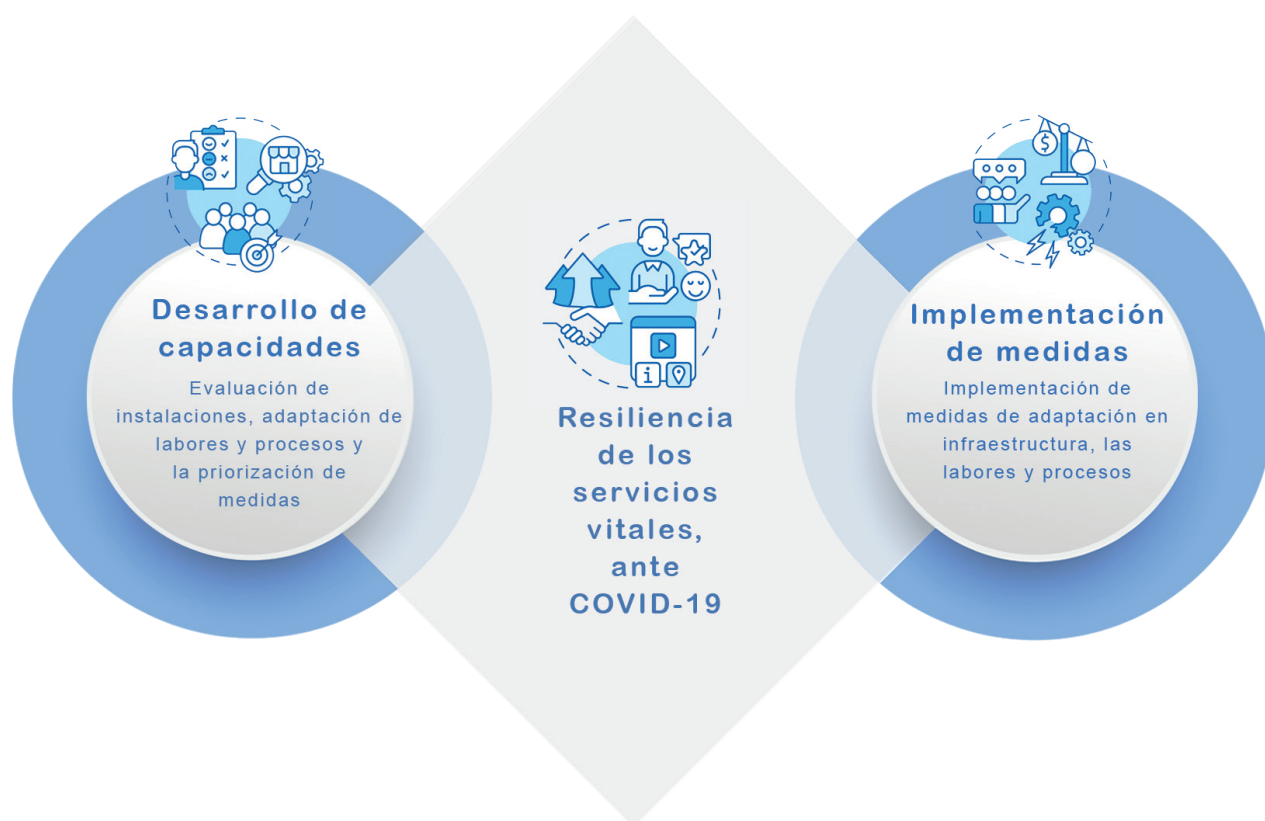 Desarrollo de
capacidades
Evaluación de
instalaciones, adaptación de
labores y procesos y
la priorización de
medidas
Resiliencia
de los
servicios
vitales,
ante
COVID-19
Implementación
de medidas
Implementación de
medidas de adaptación en
infraestructura, las
labores y procesos